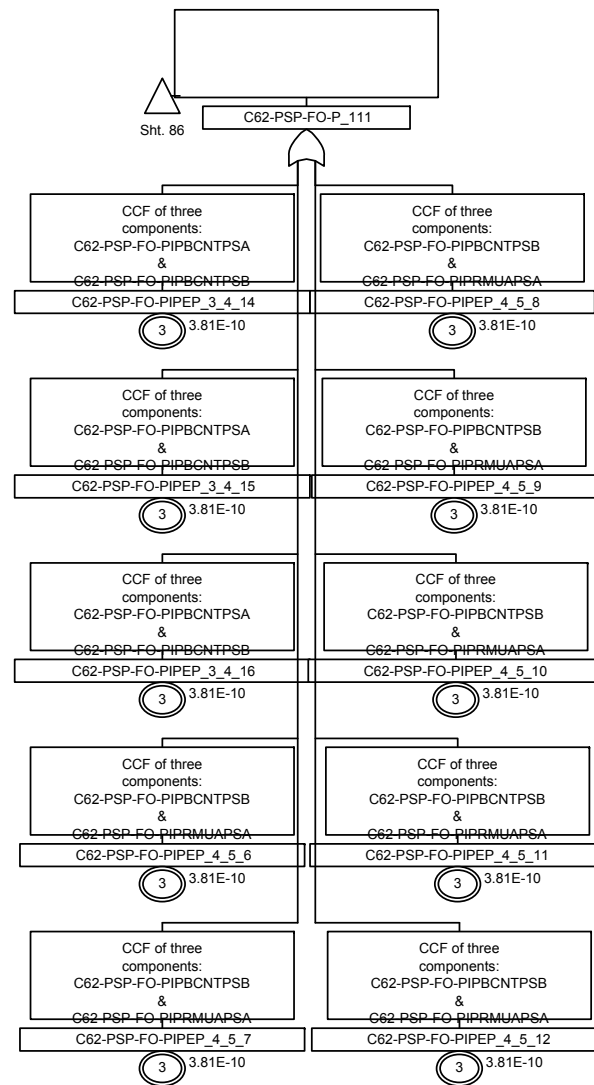 Sht. 86
C62-PSP-FO-P_111
CCF of three
components:
C62-PSP-FO-PIPBCNTPSA
&
C62-PSP-FO-PIPBCNTPSB
C62-PSP-FO-PIPEP_3_4_14
3
3.81E-10
CCF of three
components:
C62-PSP-FO-PIPBCNTPSB
&
C62-PSP-FO-PIPRMUAPSA
C62-PSP-FO-PIPEP_4_5_8
3
3.81E-10
CCF of three
components:
C62-PSP-FO-PIPBCNTPSA
&
C62-PSP-FO-PIPBCNTPSB
C62-PSP-FO-PIPEP_3_4_15
3
3.81E-10
CCF of three
components:
C62-PSP-FO-PIPBCNTPSB
&
C62-PSP-FO-PIPRMUAPSA
C62-PSP-FO-PIPEP_4_5_9
3
3.81E-10
CCF of three
components:
C62-PSP-FO-PIPBCNTPSA
&
C62-PSP-FO-PIPBCNTPSB
C62-PSP-FO-PIPEP_3_4_16
3
3.81E-10
CCF of three
components:
C62-PSP-FO-PIPBCNTPSB
&
C62-PSP-FO-PIPRMUAPSA
C62-PSP-FO-PIPEP_4_5_10
3
3.81E-10
CCF of three
components:
C62-PSP-FO-PIPBCNTPSB
&
C62-PSP-FO-PIPRMUAPSA
C62-PSP-FO-PIPEP_4_5_6
3
3.81E-10
CCF of three
components:
C62-PSP-FO-PIPBCNTPSB
&
C62-PSP-FO-PIPRMUAPSA
C62-PSP-FO-PIPEP_4_5_11
3
3.81E-10
CCF of three
components:
C62-PSP-FO-PIPBCNTPSB
&
C62-PSP-FO-PIPRMUAPSA
C62-PSP-FO-PIPEP_4_5_7
3
3.81E-10
CCF of three
components:
C62-PSP-FO-PIPBCNTPSB
&
C62-PSP-FO-PIPRMUAPSA
C62-PSP-FO-PIPEP_4_5_12
3
3.81E-10